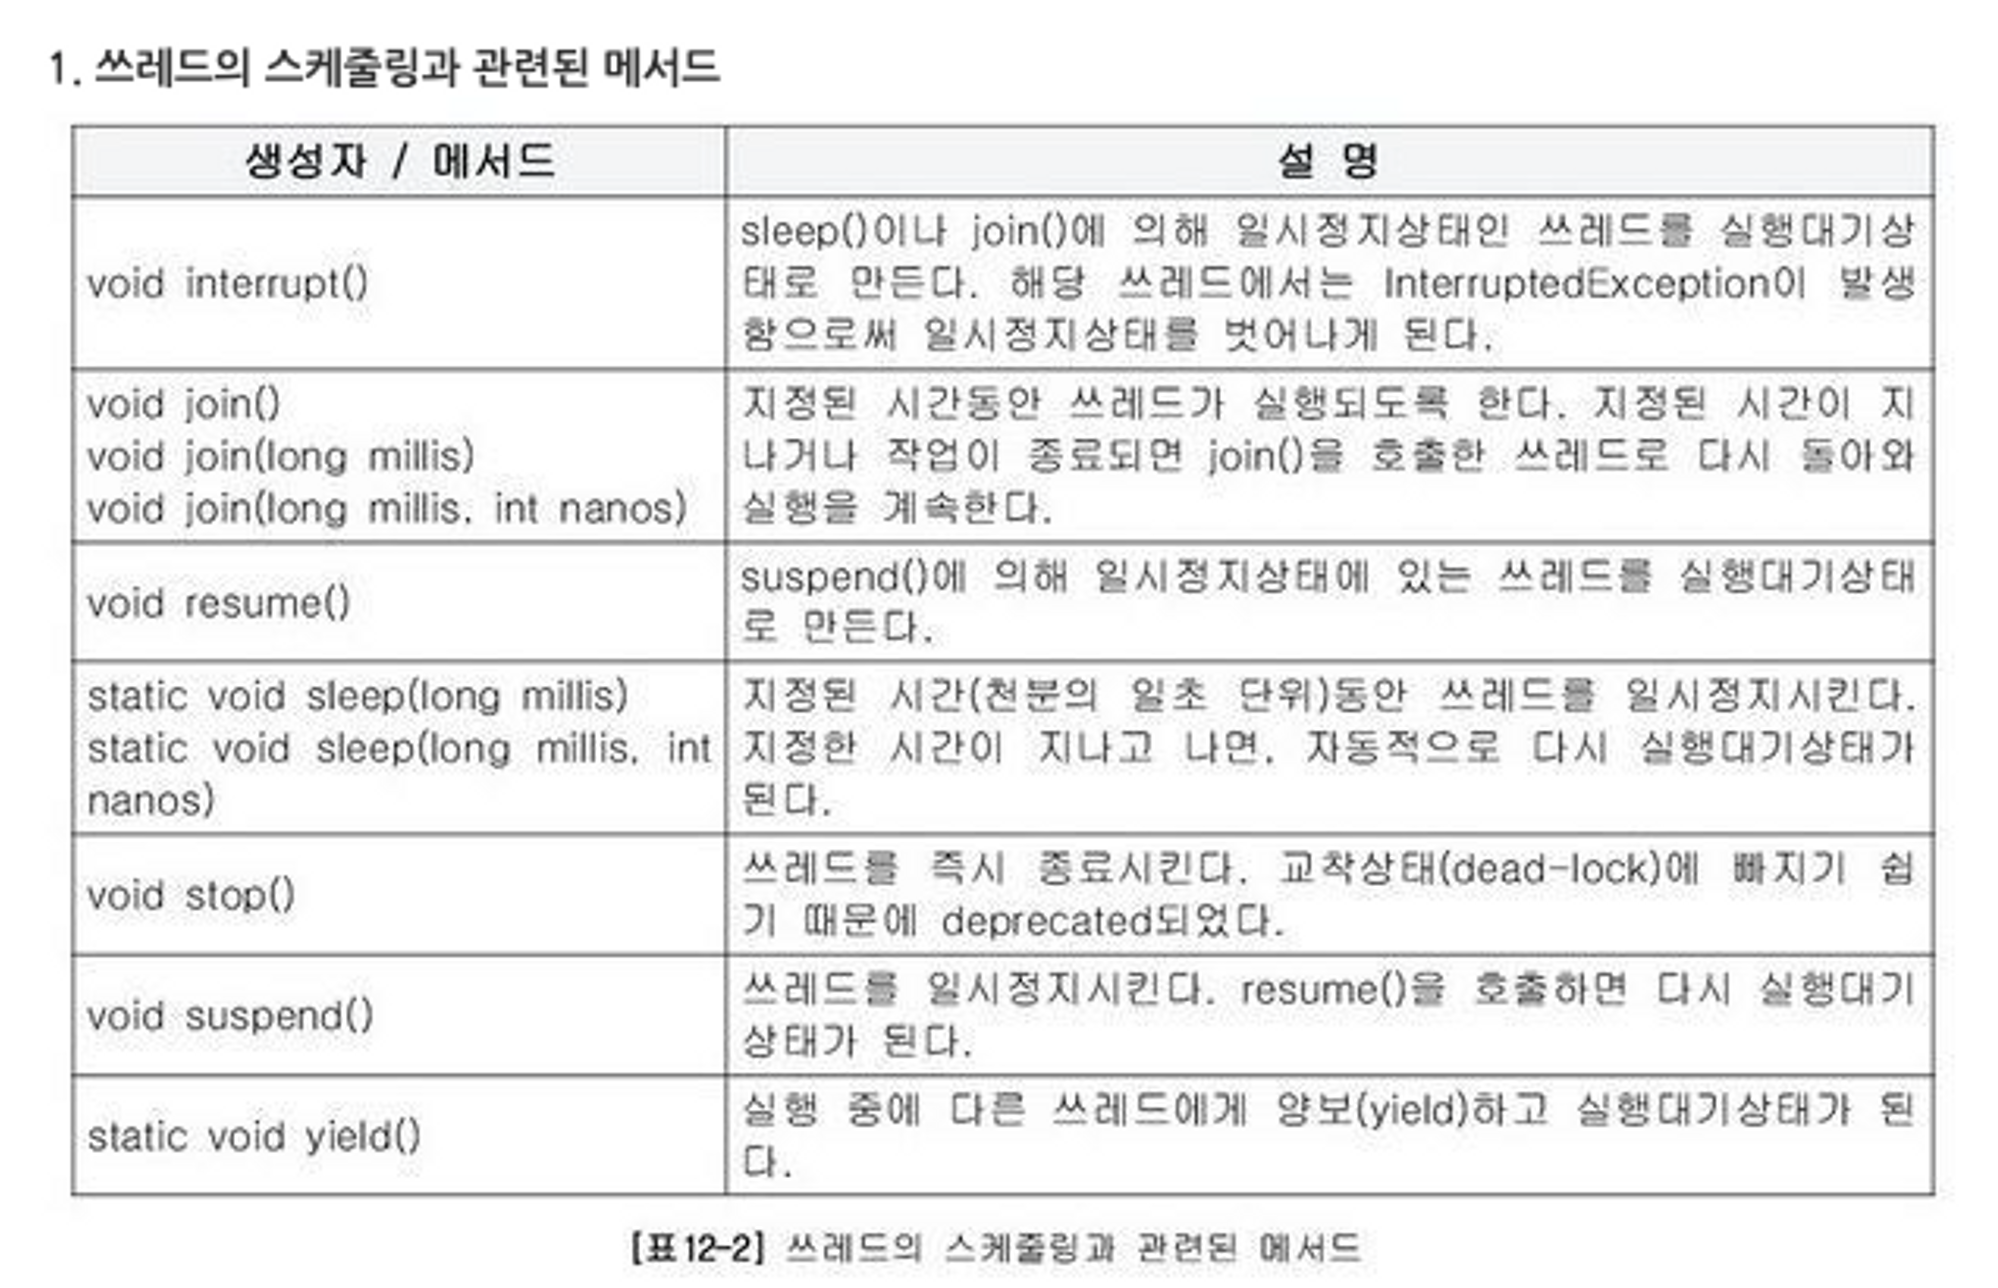 1. 쓰레드의 스케줄링과 관련된 메서드
생성자 / 메서드
설 명
void interrupt()
sleep()이나 join()에 의해 일시정지상태인 쓰레드를 실행대기상
태로 만든다. 해당 쓰레드에서는 InterruptedException이 발생
함으로써 일시정지상태를 벗어나게 된다.
void join()
void join(long millis)
void join(long millis, int nanos)
지정된 시간동안 쓰레드가 실행되도록 한다. 지정된 시간이 지
나거나 작업이 종료되면 join()을 호출한 쓰레드로 다시 돌아와
실행을 계속한다.
void resume()
suspend()에 의해 일시정지상태에 있는 쓰레드를 실행대기상태
로 만든다.
static void sleep(long millis)
static void sleep(long millis, int
nanos)
지정된 시간(천분의 일초 단위)동안 쓰레드를 일시정지시킨다.
지정한 시간이 지나고 나면, 자동적으로 다시 실행대기상태가
된다.
void stop()
쓰레드를 즉시 종료시킨다. 교착상태(dead-lock)에 빠지기 쉽
기 때문에 deprecated되었다.
void suspend()
쓰레드를 일시정지시킨다. resume()을 호출하면 다시 실행대기
상태가 된다.
static void yield()
실행 중에 다른 쓰레드에게 양보(yield)하고 실행대기상태가 된
다.
[표12-2] 쓰레드의 스케줄링과 관련된 메서드